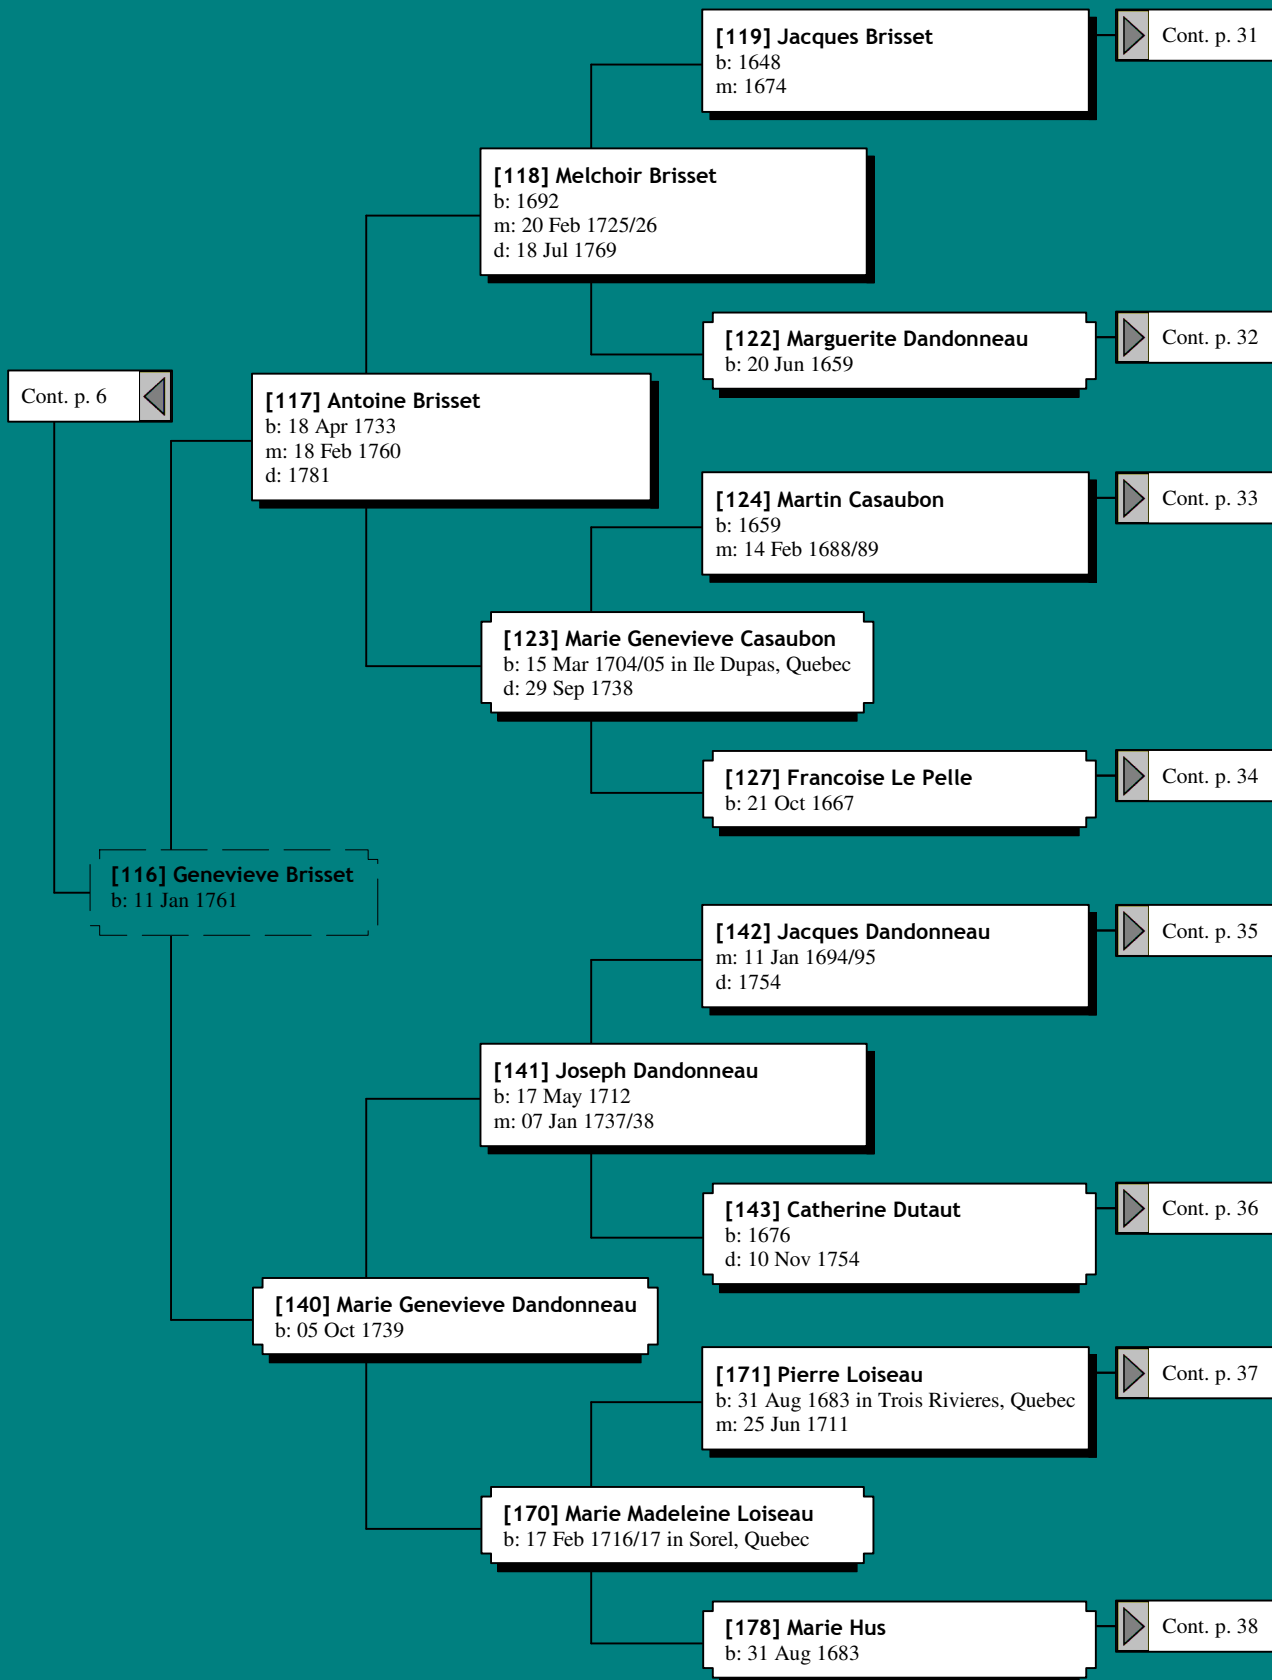 [119] Jacques Brisset
b: 1648
m: 1674
Cont. p. 31
[118] Melchoir Brisset
b: 1692
m: 20 Feb 1725/26
d: 18 Jul 1769
[122] Marguerite Dandonneau
b: 20 Jun 1659
Cont. p. 32
Cont. p. 6
[117] Antoine Brisset
b: 18 Apr 1733
m: 18 Feb 1760
d: 1781
[124] Martin Casaubon
b: 1659
m: 14 Feb 1688/89
Cont. p. 33
[123] Marie Genevieve Casaubon
b: 15 Mar 1704/05 in Ile Dupas, Quebec
d: 29 Sep 1738
[127] Francoise Le Pelle
b: 21 Oct 1667
Cont. p. 34
[116] Genevieve Brisset
b: 11 Jan 1761
[142] Jacques Dandonneau
m: 11 Jan 1694/95
d: 1754
Cont. p. 35
[141] Joseph Dandonneau
b: 17 May 1712
m: 07 Jan 1737/38
[143] Catherine Dutaut
b: 1676
d: 10 Nov 1754
Cont. p. 36
[140] Marie Genevieve Dandonneau
b: 05 Oct 1739
[171] Pierre Loiseau
b: 31 Aug 1683 in Trois Rivieres, Quebec
m: 25 Jun 1711
Cont. p. 37
[170] Marie Madeleine Loiseau
b: 17 Feb 1716/17 in Sorel, Quebec
[178] Marie Hus
b: 31 Aug 1683
Cont. p. 38